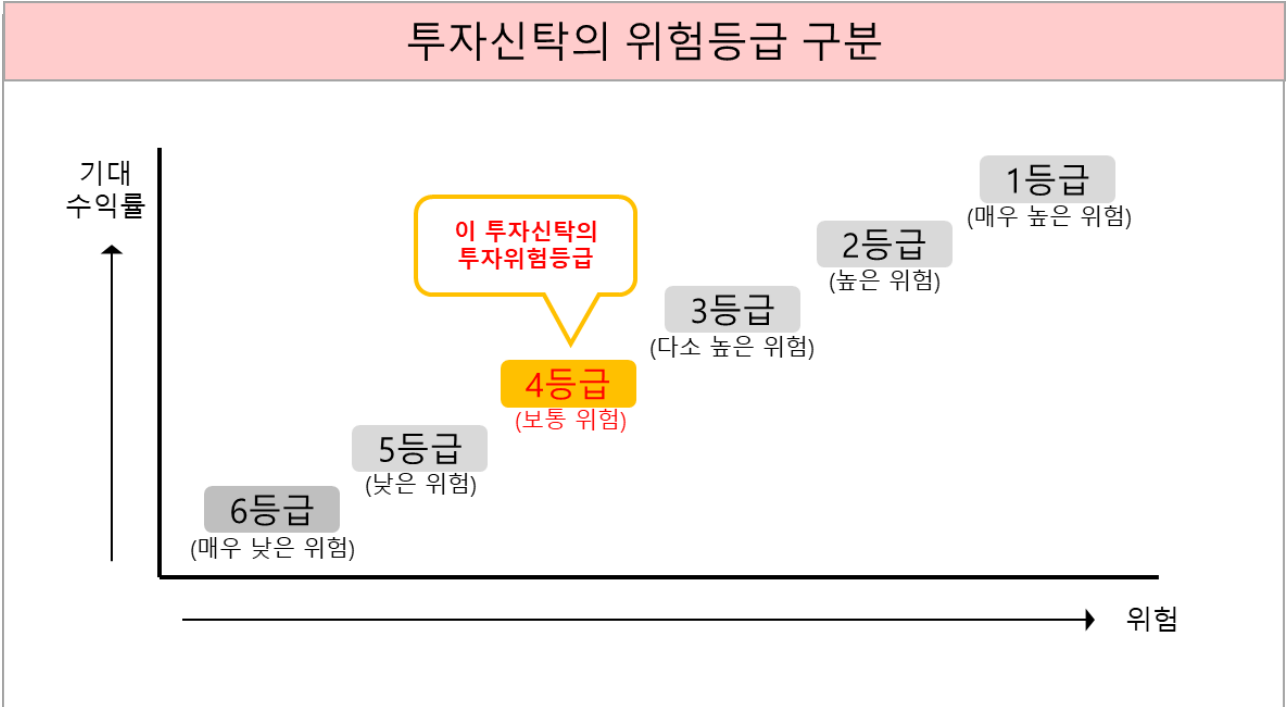 투자신탁의 위험등급 구분
기대
수익률
1등급
(매우 높은 위험)
이 투자신탁의
투자위험등급
2등급
(높은 위험)
3등급
(다소 높은 위험)
4등급
(보통 위험)
5등급
(낮은 위험)
6등급
(매우 낮은 위험)
위험